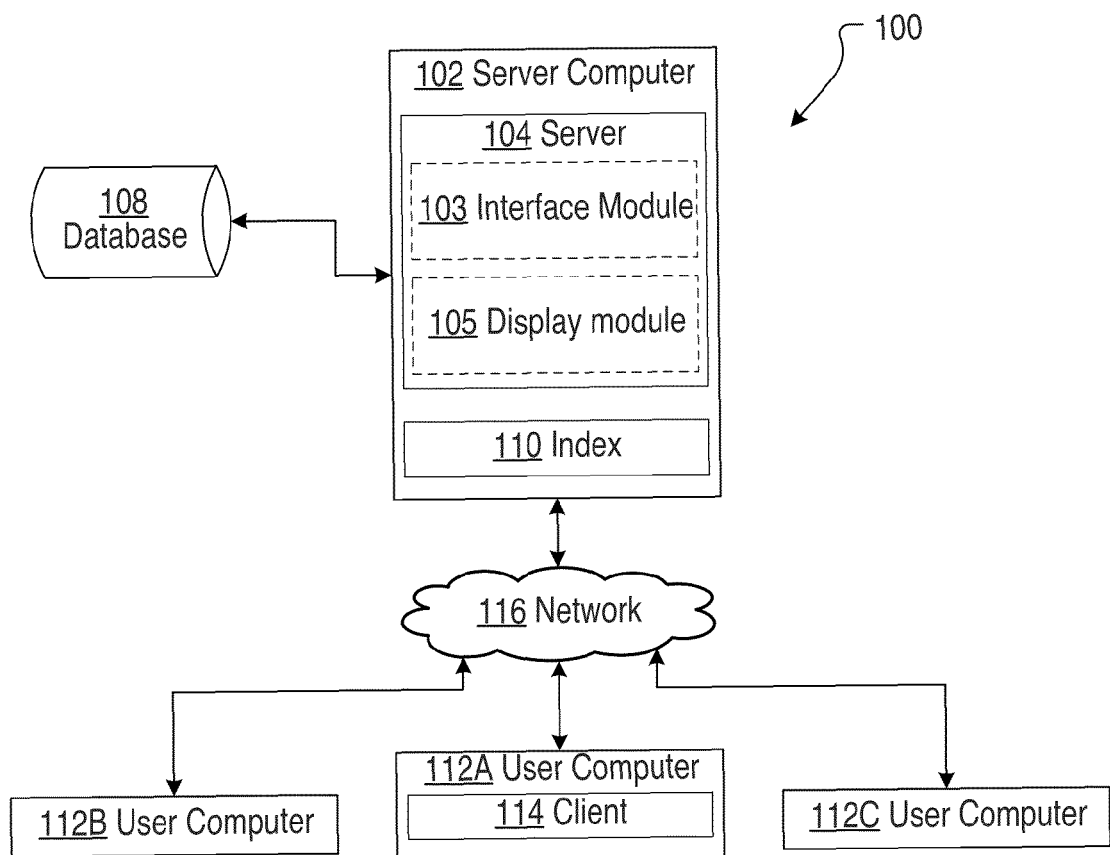 100
102 Server Computer
104 Server
103 Interface Module
108
Database
105 Display module
110 Index
116 Network
112A User Computer
114 Client
112B User Computer
112C User Computer